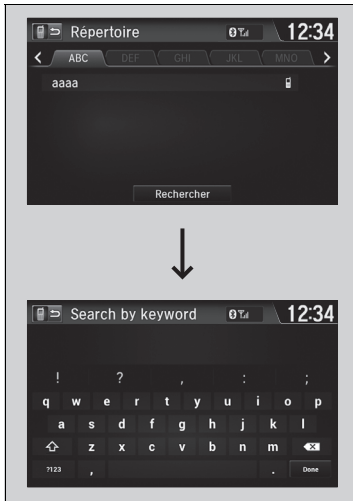 Répertoire 12:34
ABC DEF GHI JKL MNO
aaaa
Rechercher
Search by keyword 12:34
! ? , : ;
q w e r t y u i o p
a s d f g h j k l
z x c v b n m
?123 , . Done